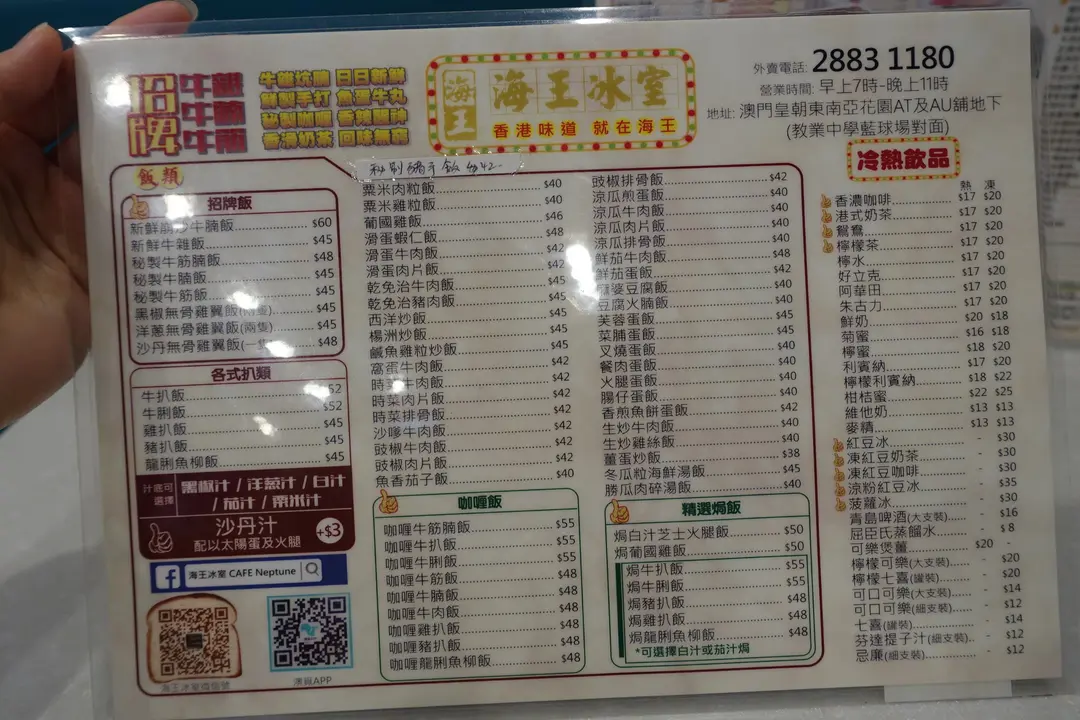 招牌
牛雜
牛腩
牛腸
牛雜坑腩 日日新鮮
鮮製手打 魚蛋牛丸
秘製咖喱 香辣醒神
香滑奶茶 回味無窮
海王
海王冰室
香港味道 就在海王
外賣電話: 2883 1180
營業時間: 早上7時-晚上11時
地址: 澳門皇朝東南亞花園AT及AU舖地下
(教業中學籃球場對面)
飯類
招牌飯
牛腩飯 $60
新鮮牛雜飯 $45
秘製牛筋腩飯 $48
秘製牛腩飯 $45
秘製牛筋飯 $45
黑椒無骨雞翼飯(兩隻) $45
洋蔥無骨雞翼飯(兩隻) $45
沙丹無骨雞翼飯 $48
各式扒類
牛扒飯
牛脷飯 $52
雞扒飯 $45
豬扒飯 $45
龍脷魚柳飯 $45
汁底可選擇
黑椒汁 / 洋蔥汁 / 白汁
/ 茄汁 / 粟米汁
沙丹汁
配以太陽蛋及火腿
+$3
海王冰室 CAFE Neptune
澳覓APP
粟米肉粒飯 $40
粟米雞粒飯 $40
葡國雞飯 $46
滑蛋蝦仁飯 $48
滑蛋牛肉飯 $42
滑蛋肉片飯 $42
乾免治牛肉飯 $45
乾免治豬肉飯 $45
西洋炒飯 $45
楊洲炒飯 $45
鹹魚雞粒炒飯 $45
窩蛋牛肉飯 $42
時菜牛肉飯 $42
時菜肉片飯 $42
時菜排骨飯 $42
沙嗲牛肉飯 $42
豉椒牛肉飯 $42
豉椒肉片飯 $42
魚香茄子飯 $40
咖喱飯
咖喱牛筋腩飯 $55
咖喱牛扒飯 $55
咖喱牛脷飯 $55
咖喱牛筋飯 $48
咖喱牛腩飯 $48
咖喱牛肉飯 $48
咖喱雞扒飯 $48
咖喱豬扒飯 $48
咖喱龍脷魚柳飯 $48
豉椒排骨飯 $42
涼瓜煎蛋飯 $40
涼瓜牛肉飯 $40
涼瓜肉片飯 $40
涼瓜排骨飯 $40
鮮茄牛肉飯 $48
鮮茄蛋飯 $42
麻婆豆腐飯 $40
豆腐火腩飯 $40
芙蓉蛋飯 $40
菜脯蛋飯 $40
叉燒蛋飯 $40
餐肉蛋飯 $40
火腿蛋飯 $40
腸仔蛋飯 $40
香煎魚餅蛋飯 $42
生炒牛肉飯 $40
生炒雞絲飯 $40
薑蛋炒飯 $38
冬瓜粒海鮮湯飯 $45
勝瓜肉碎湯飯 $40
精選焗飯
焗白汁芝士火腿飯 $50
焗葡國雞飯 $50
焗牛扒飯 $55
焗牛脷飯 $55
焗豬扒飯 $48
焗雞扒飯 $48
焗龍脷魚柳飯 $48
*可選擇白汁或茄汁焗
冷熱飲品
熱 凍
香濃咖啡 $17 $20
港式奶茶 $17 $20
鴛鴦 $17 $20
檸檬茶 $17 $20
檸水 $17 $20
好立克 $17 $20
阿華田 $17 $20
朱古力 $17 $20
鮮奶 $20 $18
菊蜜 $16 $18
檸蜜 $18 $20
利賓納 $17 $20
檸檬利賓納 $18 $22
柑桔蜜 $22 $25
維他奶 $13 $13
麥精 $13 $13
紅豆冰 - $30
凍紅豆奶茶 - $30
凍紅豆咖啡 - $30
涼粉紅豆冰 - $35
菠蘿冰 - $30
青島啤酒(大支裝) - $16
屈臣氏蒸餾水 - $8
可樂煲薑 $20 -
檸檬可樂(大支裝) - $20
檸檬七喜(罐裝) - $20
可口可樂(大支裝) - $14
可口可樂(細支裝) - $12
七喜(罐裝) - $14
芬達提子汁(細支裝) - $12
忌廉(細支裝) - $12